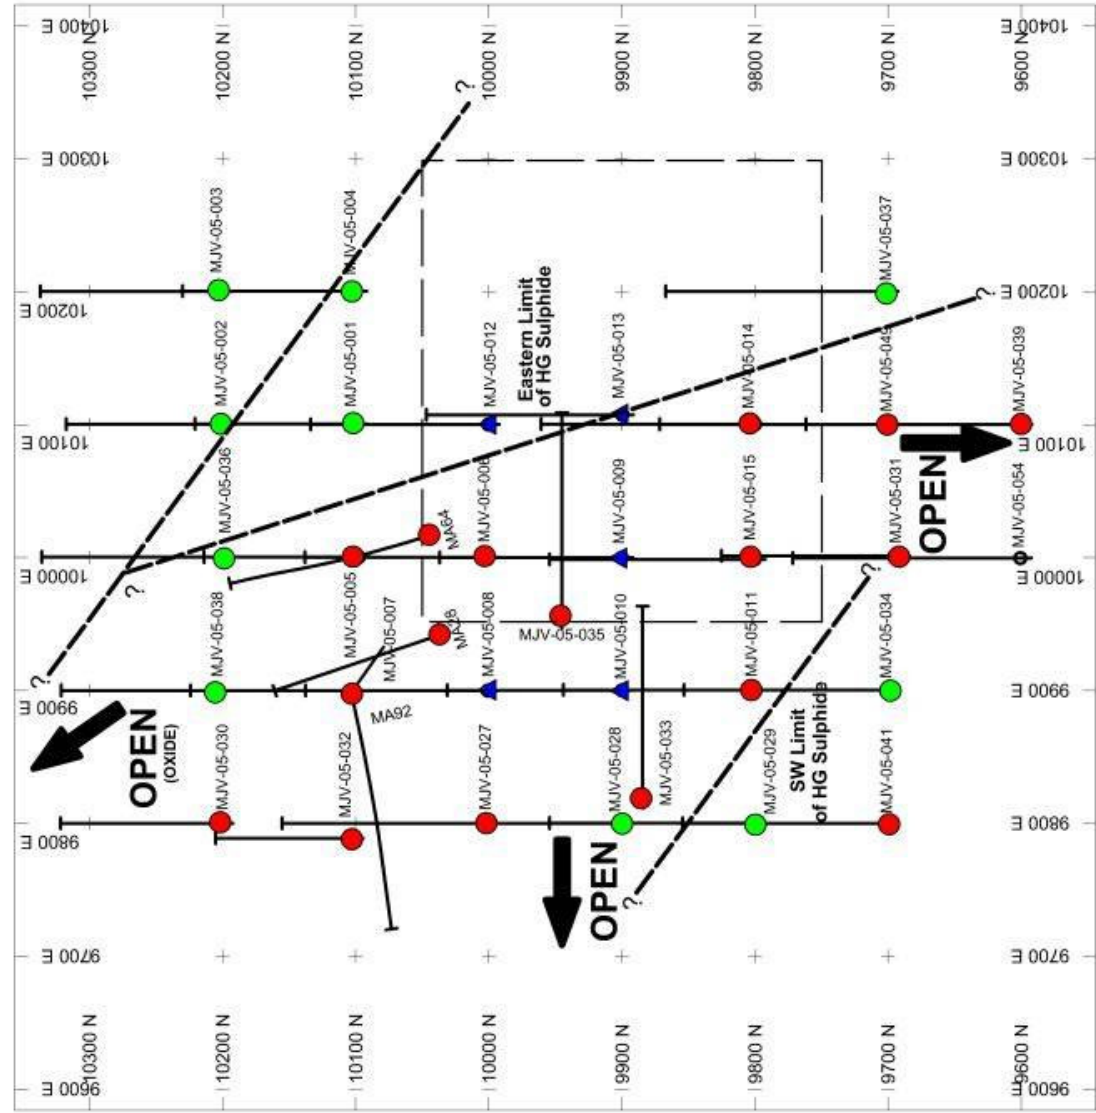 10400 E
10400 E
10300 N
10200 N
10100 N
10000 N
9900 N
9800 N
9700 N
9600 N
?
10300 E
10300 E
MJV-05-003
MJV-05-004
MJV-05-037
10200 E
10200 E
?
MJV-05-002
MJV-05-001
MJV-05-012
Eastern Limit
of HG Sulphide
MJV-05-013
MJV-05-014
MJV-05-049
MJV-05-039
10100 E
10100 E
MJV-05-036
MA64
MJV-05-006
MJV-05-009
MJV-05-015
MJV-05-031
OPEN
MJV-05-054
10000 E
10000 E
?
?
MJV-05-038
MJV-05-005
MJV-05-007
MA26
MJV-05-008
MJV-05-035
MJV-05-010
MJV-05-011
MJV-05-034
?
9900 E
9900 E
OPEN
(OXIDE)
MA92
MJV-05-030
MJV-05-032
MJV-05-027
MJV-05-028
MJV-05-033
MJV-05-029
SW Limit
of HG Sulphide
MJV-05-041
9800 E
9800 E
OPEN
?
9700 E
9700 E
10300 N
10200 N
10100 N
10000 N
9900 N
9800 N
9700 N
9600 N
9600 E
9600 E